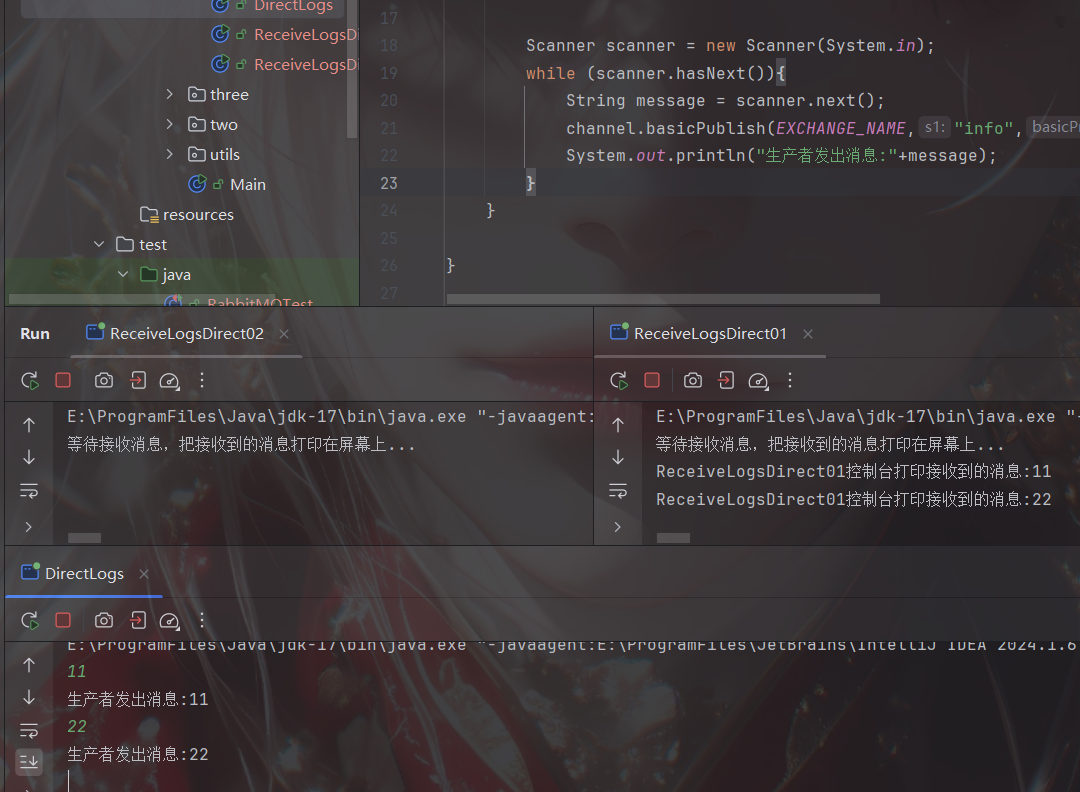 DirectLogs
ReceiveLogsDi
ReceiveLogsDi
three
two
utils
Main
resources
test
java
RabbitMQTest
17
18 Scanner scanner = new Scanner(System.in);
19 while (scanner.hasNext()){
20 String message = scanner.next();
21 channel.basicPublish(EXCHANGE_NAME, s1: "info", basicPr
22 System.out.println("生产者发出消息:"+message);
23 }
24 }
25
26 }
27
Run
ReceiveLogsDirect02
E:\ProgramFiles\Java\jdk-17\bin\java.exe "-javaagent:
等待接收消息，把接收到的消息打印在屏幕上...
ReceiveLogsDirect01
E:\ProgramFiles\Java\jdk-17\bin\java.exe "-
等待接收消息，把接收到的消息打印在屏幕上...
ReceiveLogsDirect01控制台打印接收到的消息:11
ReceiveLogsDirect01控制台打印接收到的消息:22
DirectLogs
E:\ProgramFiles\Java\jdk-17\bin\java.exe "-javaagent:E:\ProgramFiles\JetBrains\IntelliJ IDEA 2024.1.6
11
生产者发出消息:11
22
生产者发出消息:22